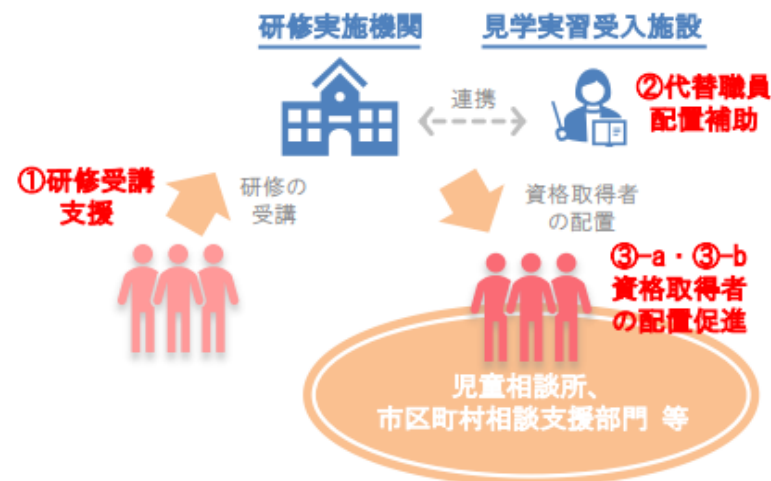 研修実施機関
見学実習受入施設
連携
②代替職員
配置補助
①研修受講
支援
研修の
受講
資格取得者
の配置
③-a・③-b
資格取得者
の配置促進
児童相談所、
市区町村相談支援部門 等